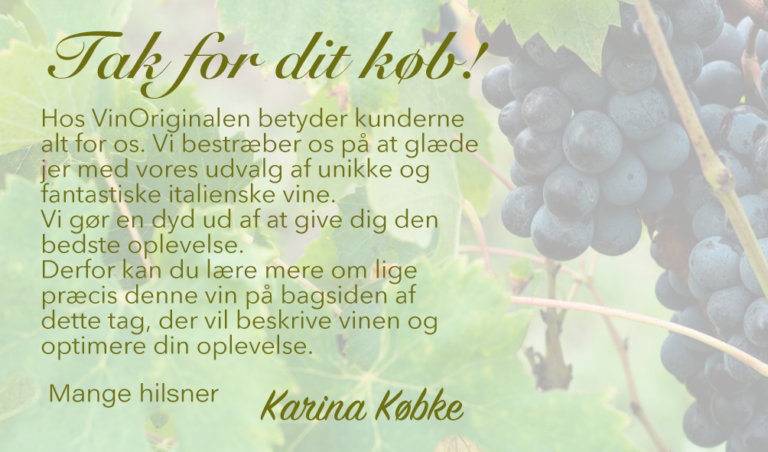 Tak for dit køb!
Hos VinOriginalen betyder kunderne
alt for os. Vi bestræber os på at glæde
jer med vores udvalg af unikke og
fantastiske italienske vine.
Vi gør en dyd ud af at give dig den
bedste oplevelse.
Derfor kan du lære mere om lige
præcis denne vin på bagsiden af
dette tag, der vil beskrive vinen og
optimere din oplevelse.
Mange hilsner
Karina Købke